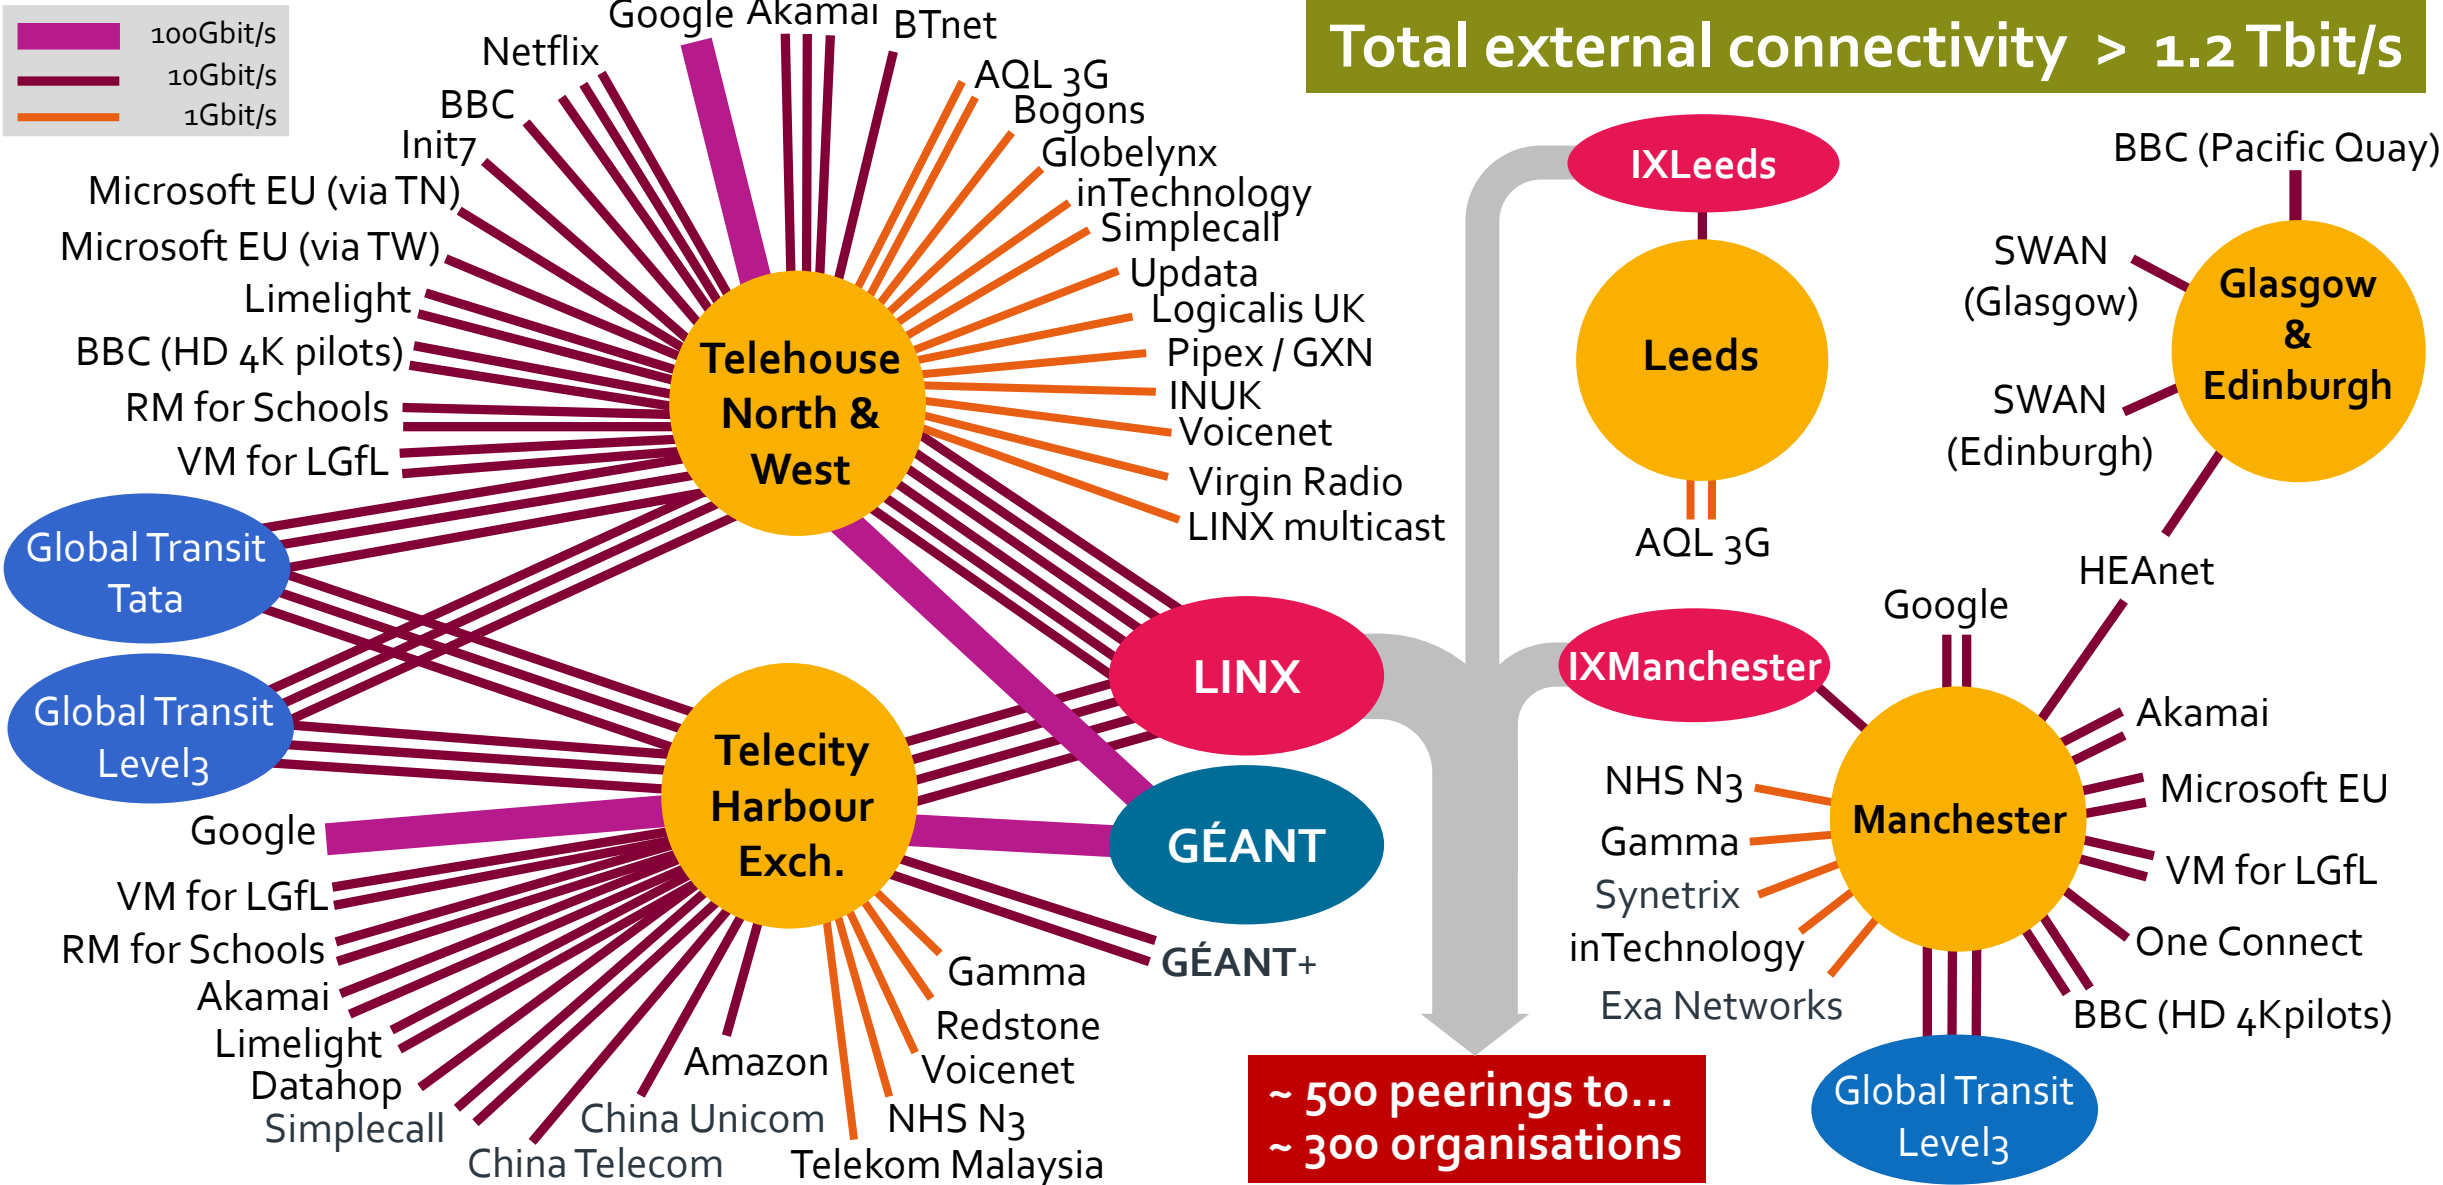 100Gbit/s
10Gbit/s
1Gbit/s
Total external connectivity > 1.2 Tbit/s
Google
Akamai
BTnet
Netflix
BBC
Init7
Microsoft EU (via TN)
Microsoft EU (via TW)
Limelight
BBC (HD 4K pilots)
RM for Schools
VM for LGfL
AQL 3G
Bogons
Globelynx
inTechnology
Simplecall
Updata
Logicalis UK
Pipex / GXN
INUK
Voicenet
Virgin Radio
LINX multicast
Telehouse
North &
West
Global Transit
Tata
Global Transit
Level3
Telecity
Harbour
Exch.
LINX
GÉANT
GÉANT+
Google
VM for LGfL
RM for Schools
Akamai
Limelight
Datahop
Simplecall
China Telecom
China Unicom
Amazon
Gamma
Redstone
Voicenet
NHS N3
Telekom Malaysia
IXLeeds
Leeds
AQL 3G
BBC (Pacific Quay)
SWAN
(Glasgow)
SWAN
(Edinburgh)
Glasgow
&
Edinburgh
HEAnet
IXManchester
Google
Manchester
Akamai
Microsoft EU
VM for LGfL
One Connect
BBC (HD 4Kpilots)
NHS N3
Gamma
Synetrix
inTechnology
Exa Networks
Global Transit
Level3
~ 500 peerings to...
~ 300 organisations